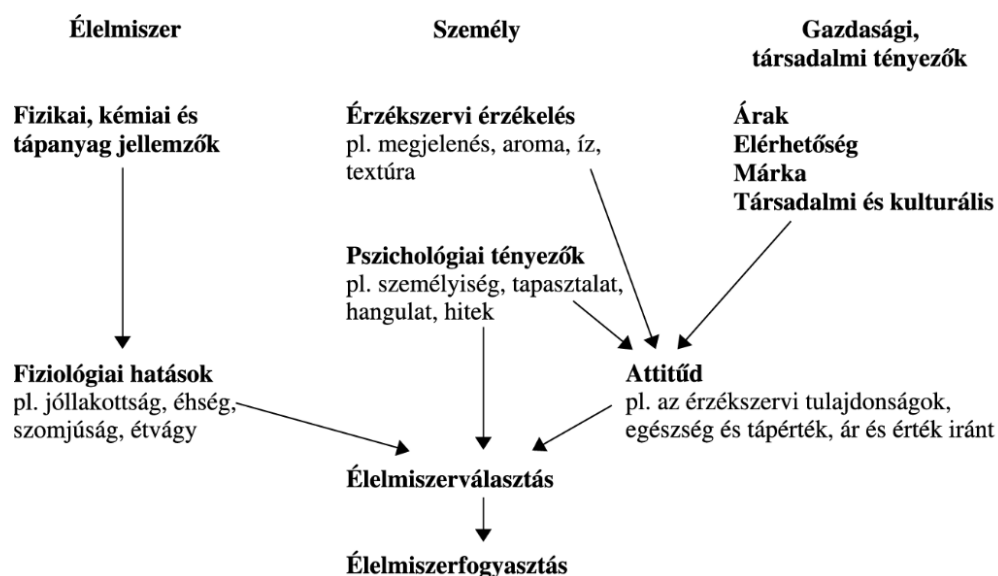 Élelmiszer
Személy
Gazdasági,
társadalmi tényezők
Fizikai, kémiai és
tápanyag jellemzők
Érzékszervi érzékelés
pl. megjelenés, aroma, íz,
textúra
Árak
Elérhetőség
Márka
Társadalmi és kulturális
Pszichológiai tényezők
pl. személyiség, tapasztalat,
hangulat, hitek
Fiziológiai hatások
pl. jóllakottság, éhség,
szomjúság, étvágy
Attitűd
pl. az érzékszervi tulajdonságok,
egészség és tápérték, ár és érték iránt
Élelmiszerválasztás
Élelmiszerfogyasztás